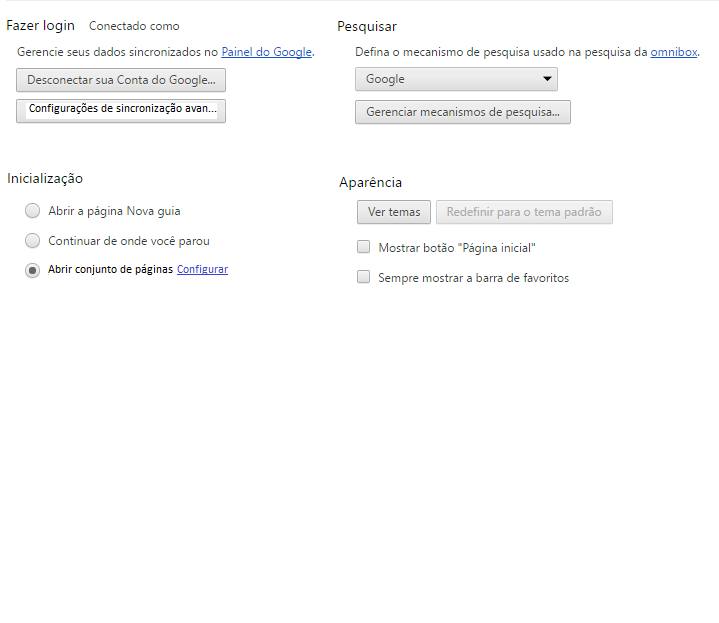 Fazer login Conectado como
Gerencie seus dados sincronizados no Painel do Google.
Desconectar sua Conta do Google...
Configurações de sincronização avan...
Pesquisar
Defina o mecanismo de pesquisa usado na pesquisa da omnibox.
Google
Gerenciar mecanismos de pesquisa...
Inicialização
Abrir a página Nova guia
Continuar de onde você parou
Abrir conjunto de páginas Configurar
Aparência
Ver temas Redefinir para o tema padrão
Mostrar botão "Página inicial"
Sempre mostrar a barra de favoritos